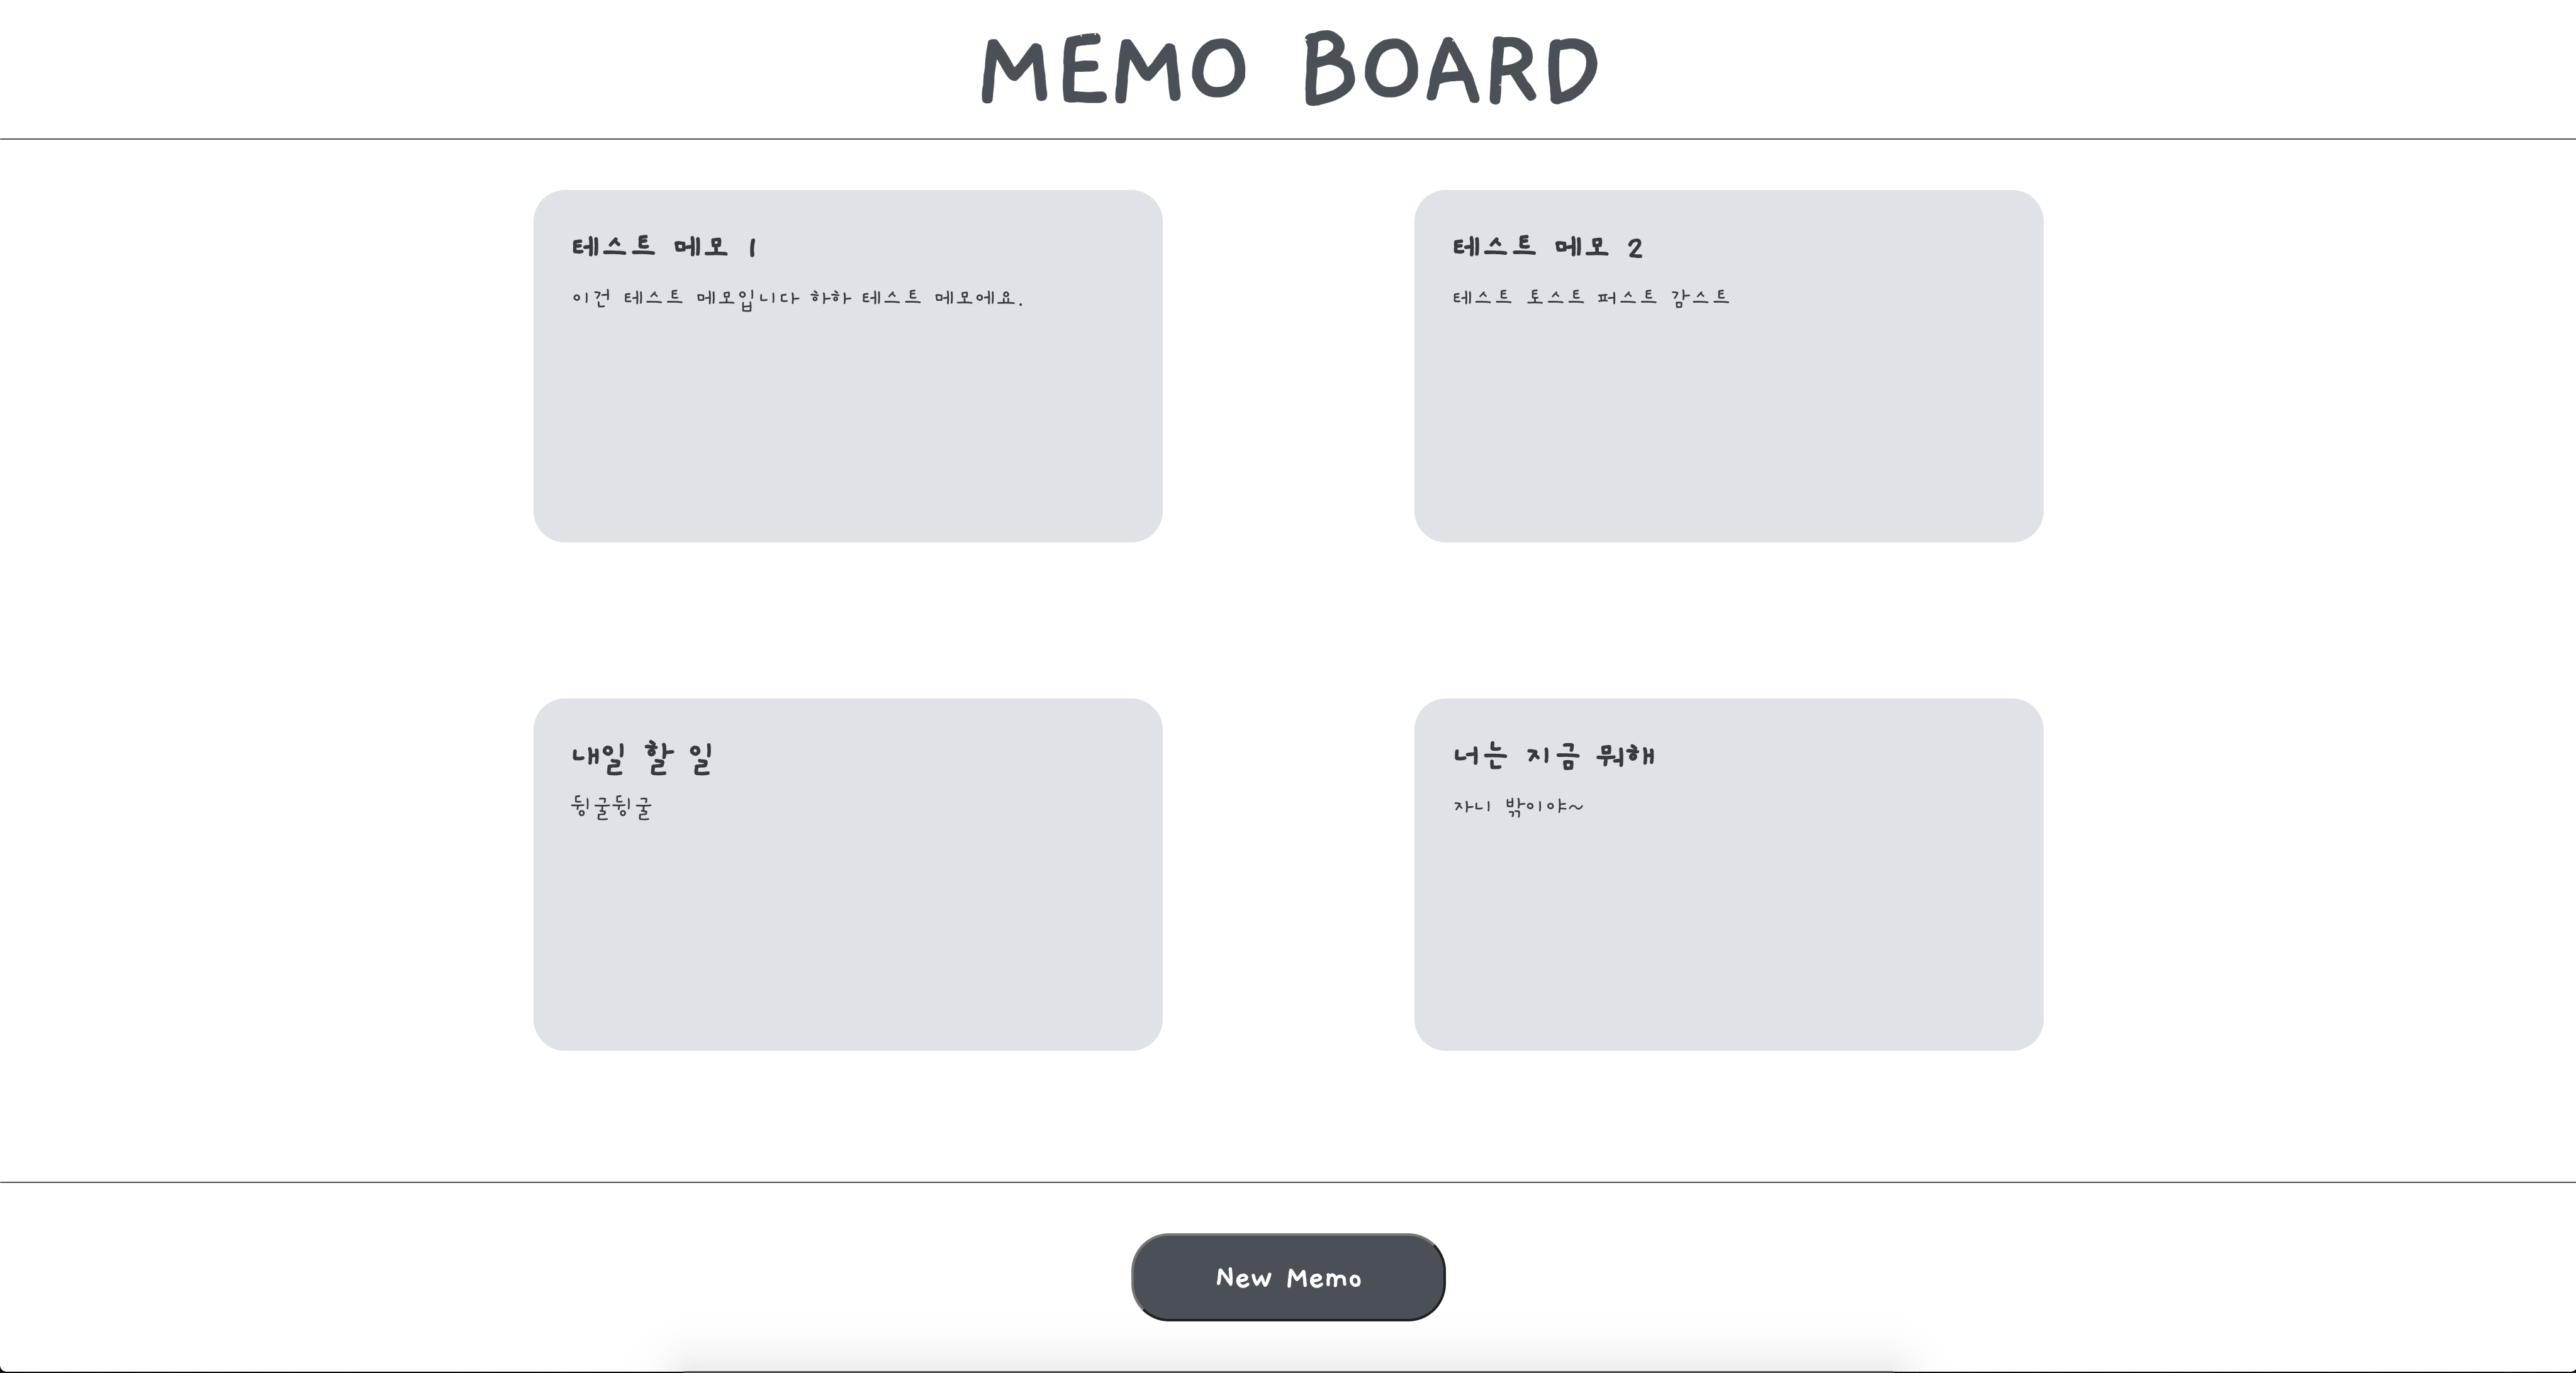 MEMO BOARD
테스트 메모 1
이건 테스트 메모입니다 하하 테스트 메모에요.
테스트 메모 2
테스트 토스트 퍼스트 감스트
내일 할 일
뒹굴뒹굴
너는 지금 뭐해
자니 밖이야~
New Memo